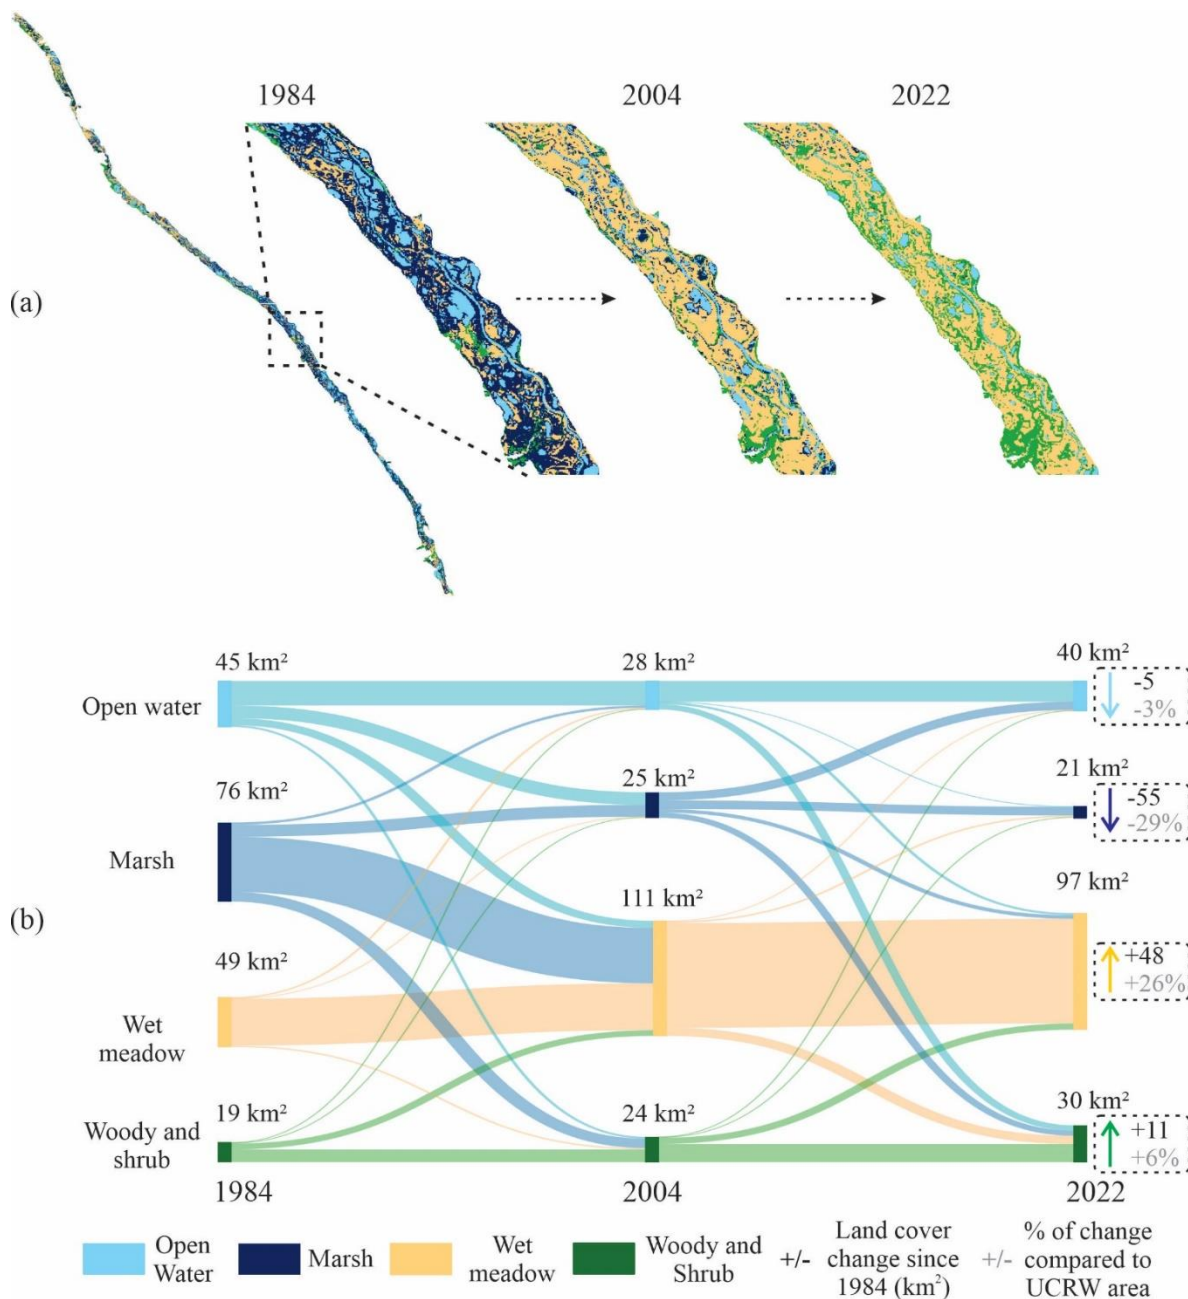 1984
2004
2022
(a)
45 km²
28 km²
40 km²
Open water
-5
-3%
76 km²
25 km²
21 km²
Marsh
-55
-29%
(b)
49 km²
111 km²
97 km²
Wet
meadow
+48
+26%
19 km²
24 km²
30 km²
Woody and
shrub
+11
+6%
1984
2004
2022
Open
Water
Marsh
Wet
meadow
Woody and
Shrub
+/-
Land cover
change since
1984 (km²)
+/-
% of change
compared to
UCRW area